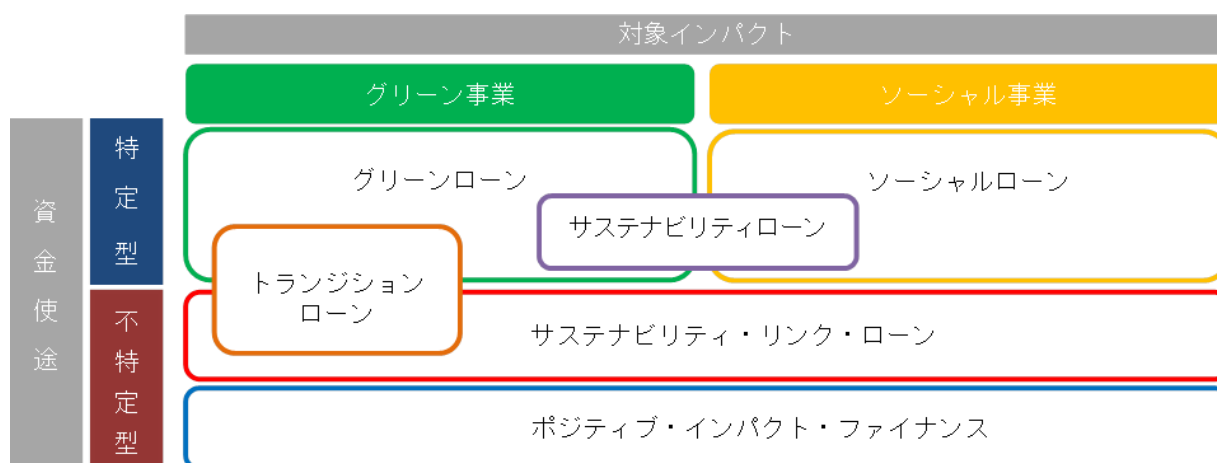 対象インパクト
グリーン事業
ソーシャル事業
資金使途
特定型
不特定型
グリーンローン
ソーシャルローン
サステナビリティローン
トランジション
ローン
サステナビリティ・リンク・ローン
ポジティブ・インパクト・ファイナンス